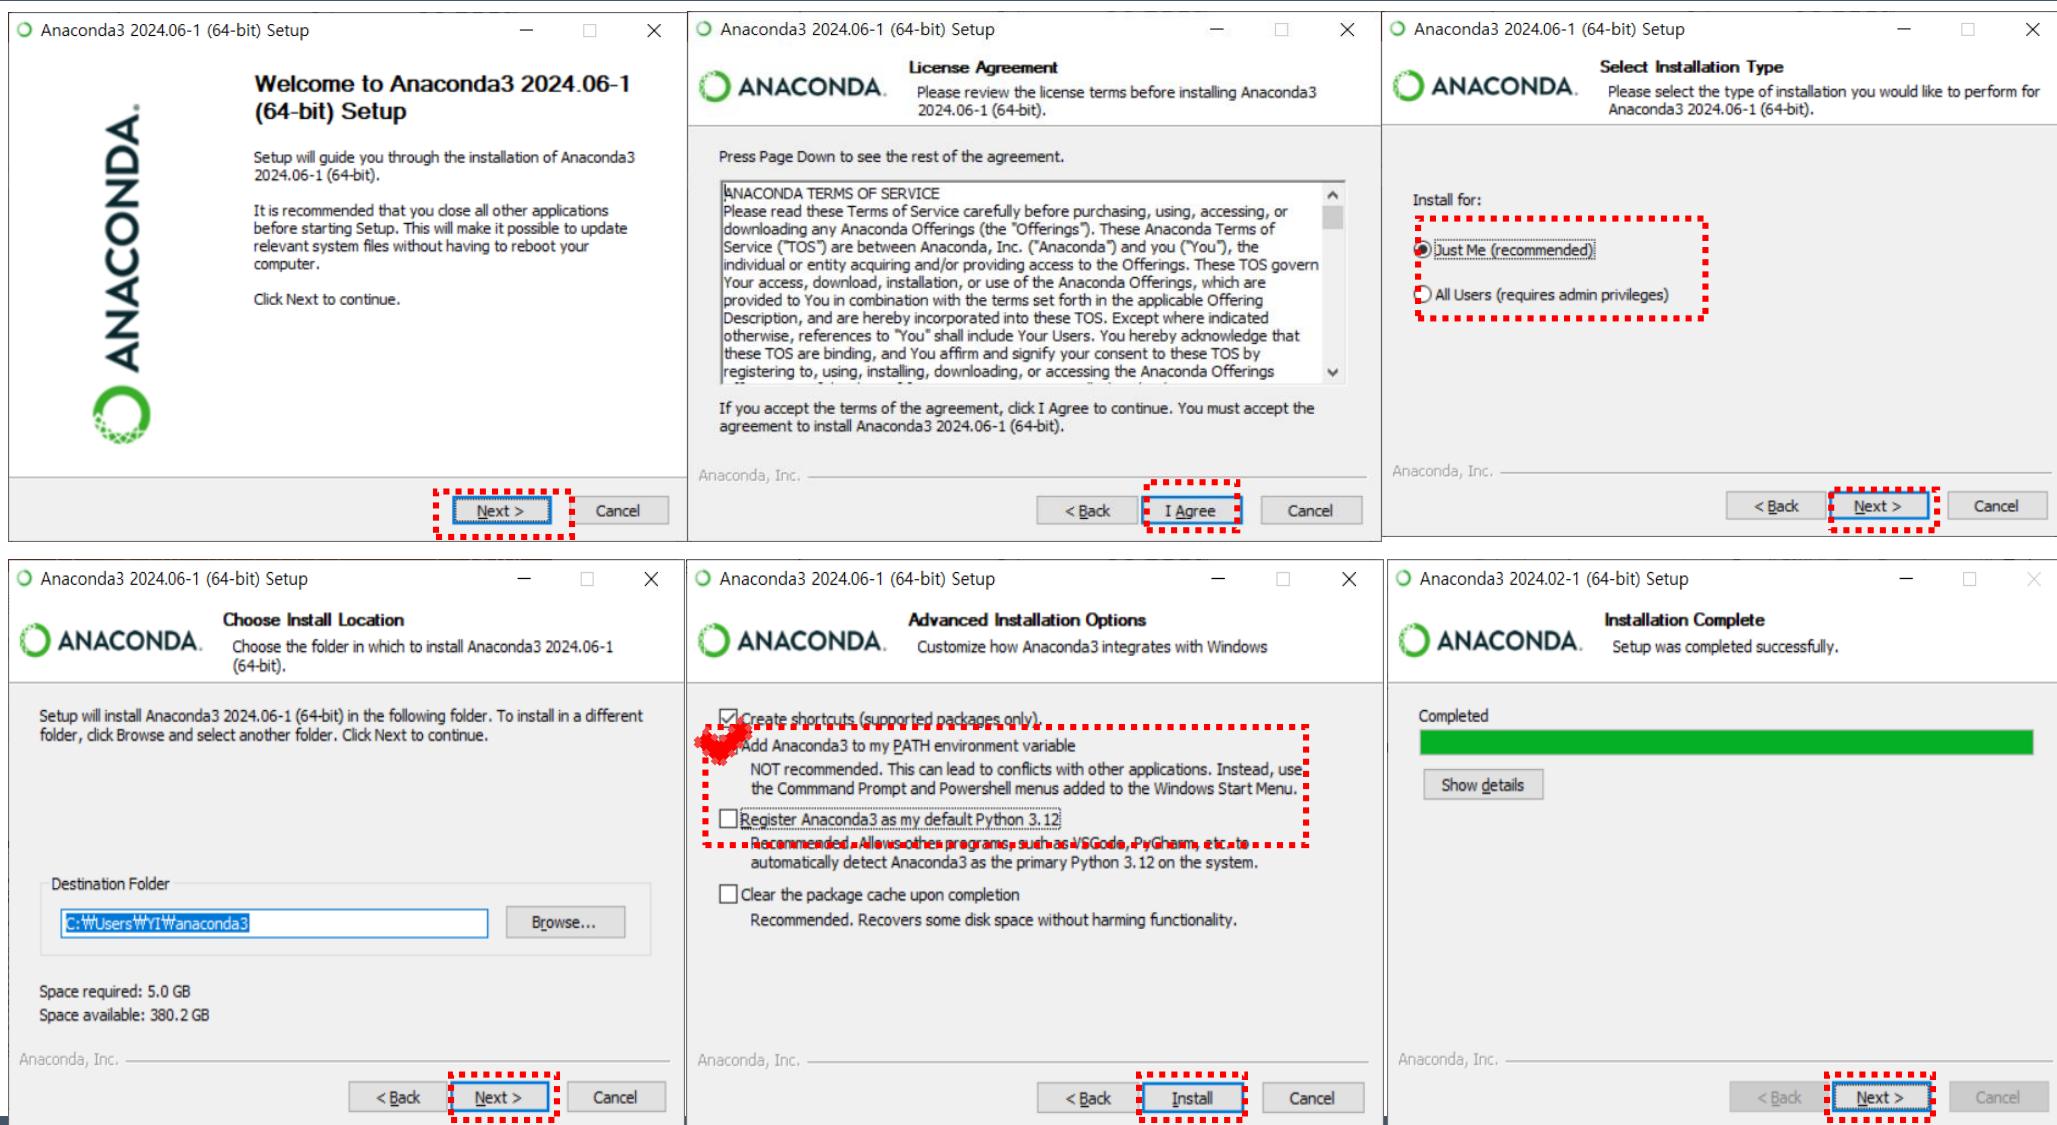 Anaconda3 2024.06-1 (64-bit) Setup
ANACONDA.
Welcome to Anaconda3 2024.06-1
(64-bit) Setup
Setup will guide you through the installation of Anaconda3
2024.06-1 (64-bit).
It is recommended that you close all other applications
before starting Setup. This will make it possible to update
relevant system files without having to reboot your
computer.
Click Next to continue.
Next >
Cancel
Anaconda3 2024.06-1 (64-bit) Setup
ANACONDA.
License Agreement
Please review the license terms before installing Anaconda3
2024.06-1 (64-bit).
Press Page Down to see the rest of the agreement.
ANACONDA TERMS OF SERVICE
Please read these Terms of Service carefully before purchasing, using, accessing, or
downloading any Anaconda Offerings (the "Offerings"). These Anaconda Terms of
Service ("TOS") are between Anaconda, Inc. ("Anaconda") and you ("You"), the
individual or entity acquiring and/or providing access to the Offerings. These TOS govern
Your access, download, installation, or use of the Anaconda Offerings, which are
provided to You in combination with the terms set forth in the applicable Offering
Description, and are hereby incorporated into these TOS. Except where indicated
otherwise, references to "You" shall include Your Users. You hereby acknowledge that
these TOS are binding, and You affirm and signify your consent to these TOS by
registering to, using, installing, downloading, or accessing the Anaconda Offerings
If you accept the terms of the agreement, click I Agree to continue. You must accept the
agreement to install Anaconda3 2024.06-1 (64-bit).
Anaconda, Inc.
< Back
I Agree
Cancel
Anaconda3 2024.06-1 (64-bit) Setup
ANACONDA.
Select Installation Type
Please select the type of installation you would like to perform for
Anaconda3 2024.06-1 (64-bit).
Install for:
Just Me (recommended)
All Users (requires admin privileges)
Anaconda, Inc.
< Back
Next >
Cancel
Anaconda3 2024.06-1 (64-bit) Setup
ANACONDA.
Choose Install Location
Choose the folder in which to install Anaconda3 2024.06-1
(64-bit).
Setup will install Anaconda3 2024.06-1 (64-bit) in the following folder. To install in a different
folder, click Browse and select another folder. Click Next to continue.
Destination Folder
C:₩Users₩YI₩anaconda3
Browse...
Space required: 5.0 GB
Space available: 380.2 GB
Anaconda, Inc.
< Back
Next >
Cancel
Anaconda3 2024.06-1 (64-bit) Setup
ANACONDA.
Advanced Installation Options
Customize how Anaconda3 integrates with Windows
Create shortcuts (supported packages only).
Add Anaconda3 to my PATH environment variable
NOT recommended. This can lead to conflicts with other applications. Instead, use
the Commmand Prompt and Powershell menus added to the Windows Start Menu.
Register Anaconda3 as my default Python 3.12
Recommended. Allows other programs, such as VSCode, PyCharm, etc. to
automatically detect Anaconda3 as the primary Python 3.12 on the system.
Clear the package cache upon completion
Recommended. Recovers some disk space without harming functionality.
Anaconda, Inc.
< Back
Install
Cancel
Anaconda3 2024.02-1 (64-bit) Setup
ANACONDA.
Installation Complete
Setup was completed successfully.
Completed
Show details
Anaconda, Inc.
< Back
Next >
Cancel